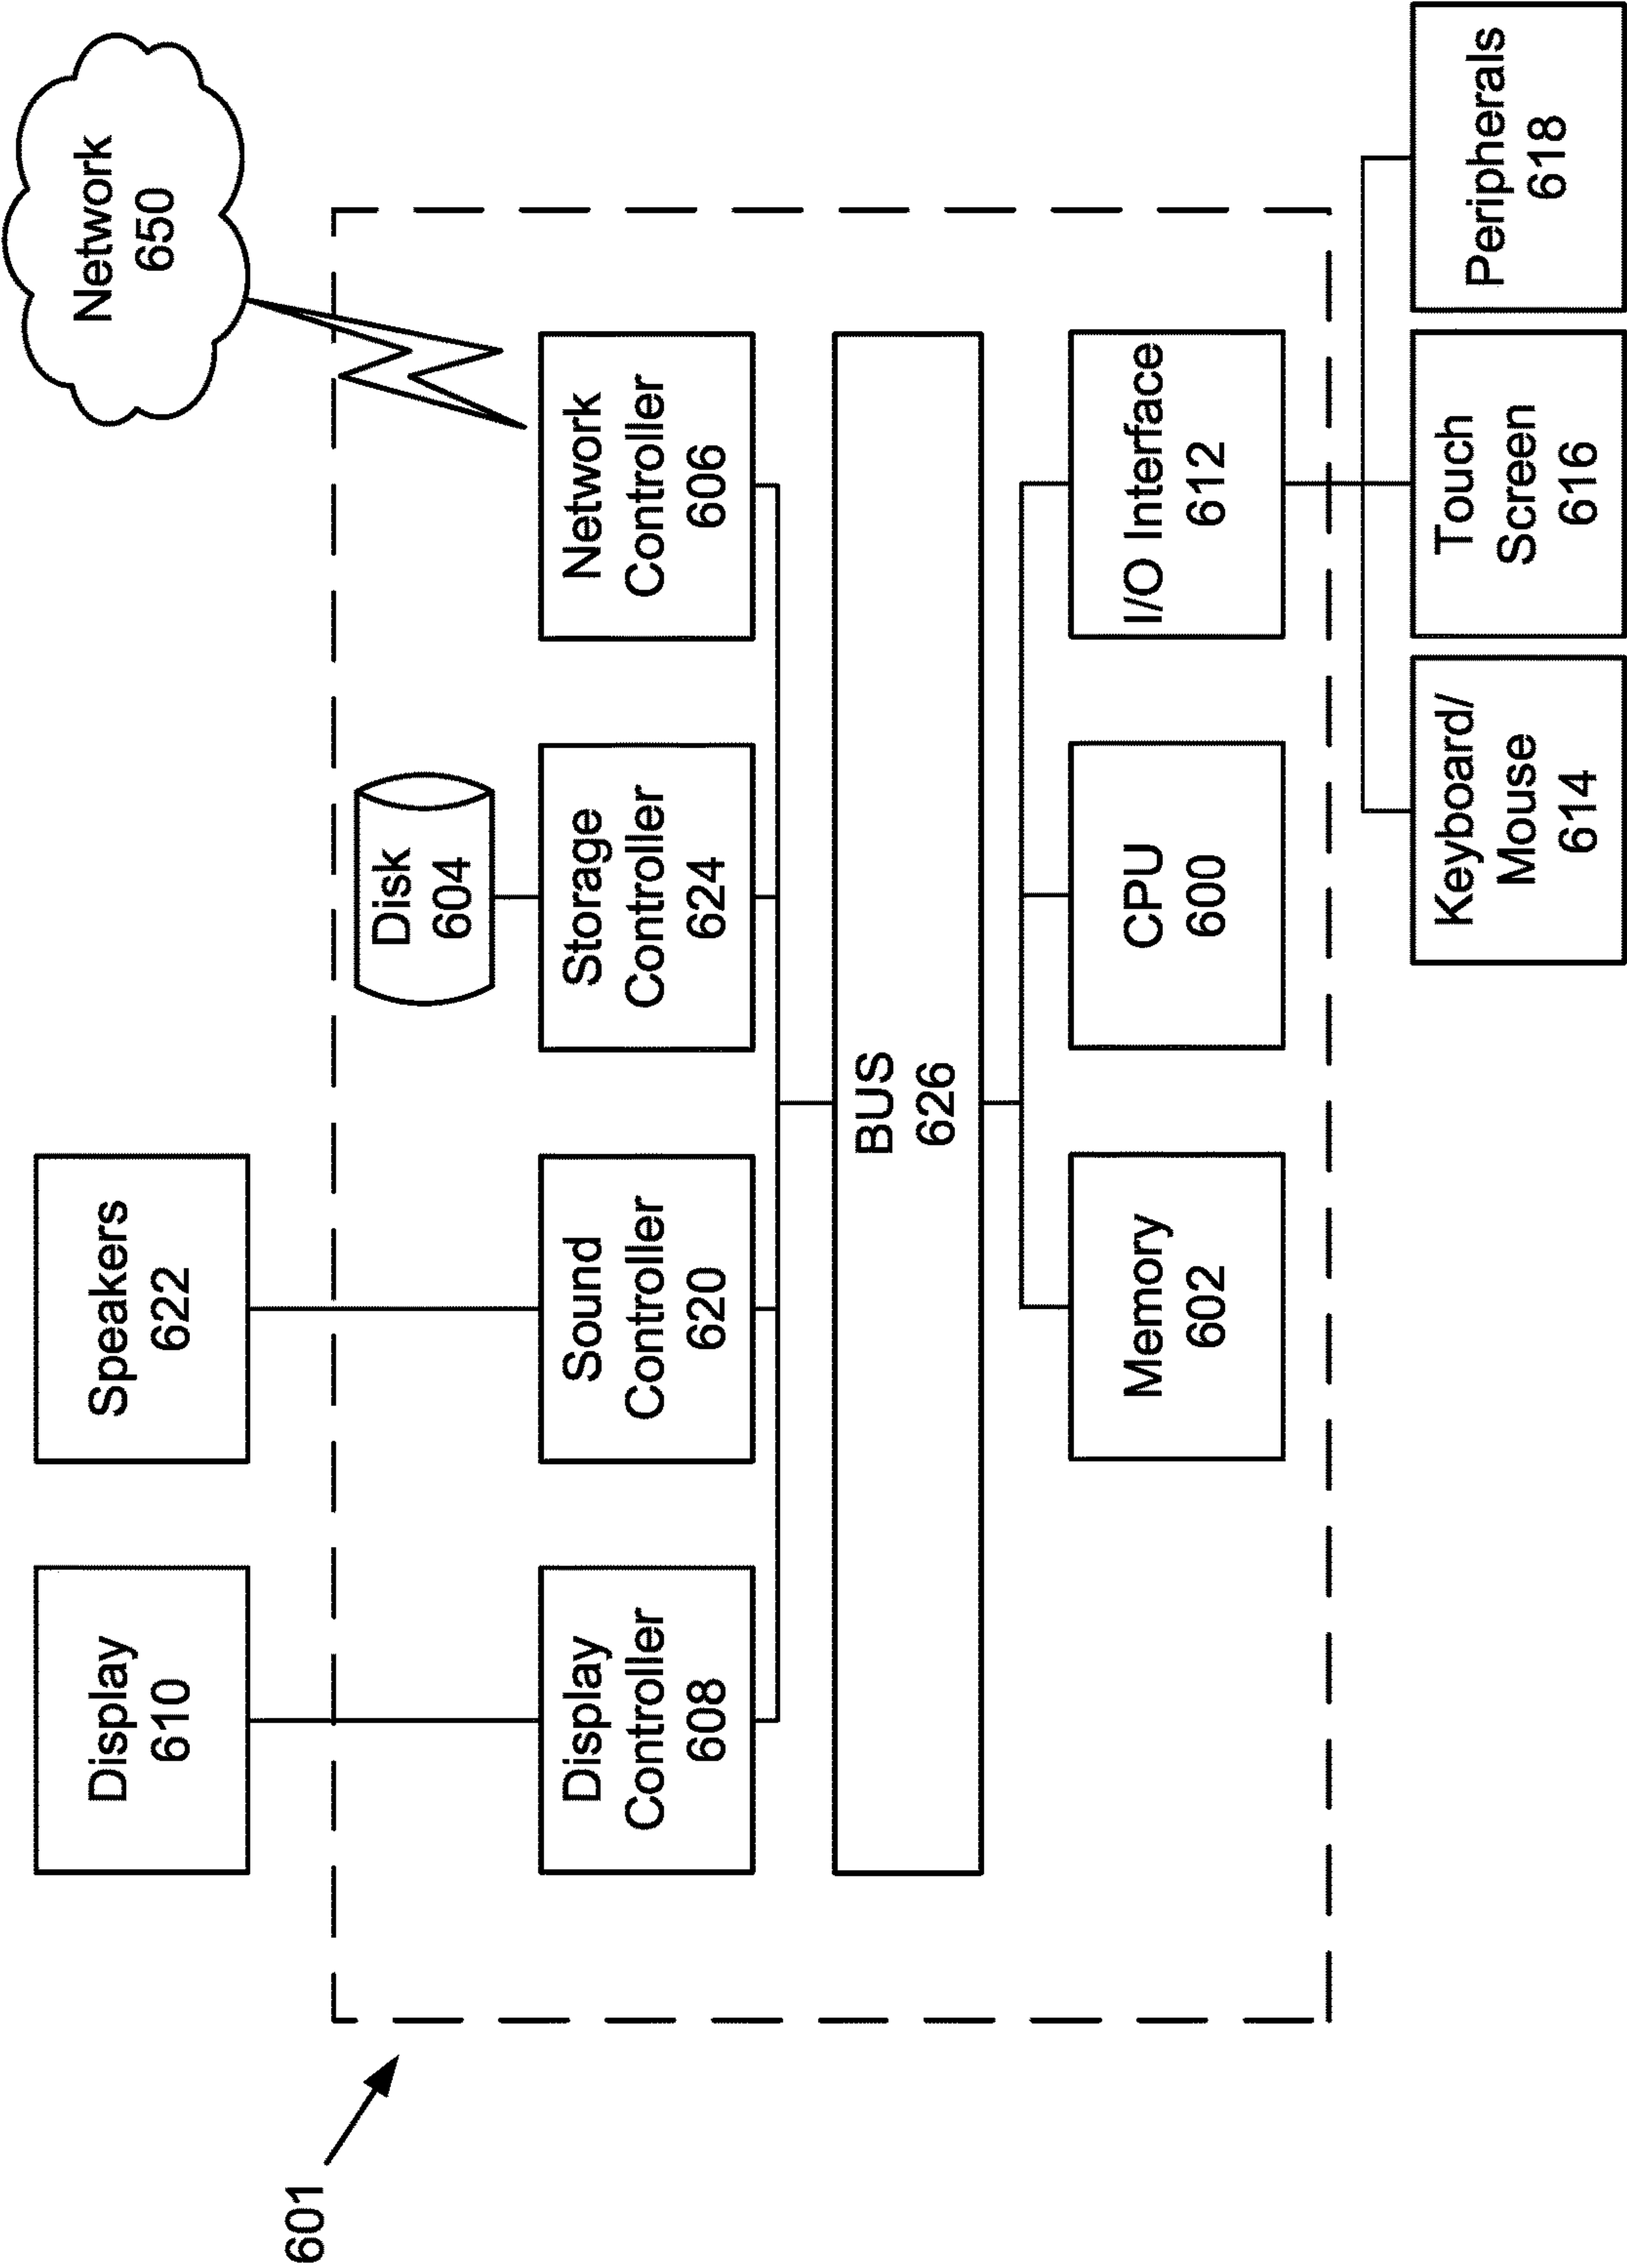 601
Display
610
Speakers
622
Network
650
Disk
604
Display
Controller
608
Sound
Controller
620
Storage
Controller
624
Network
Controller
606
BUS
626
Memory
602
CPU
600
I/O Interface
612
Keyboard/
Mouse
614
Touch
Screen
616
Peripherals
618